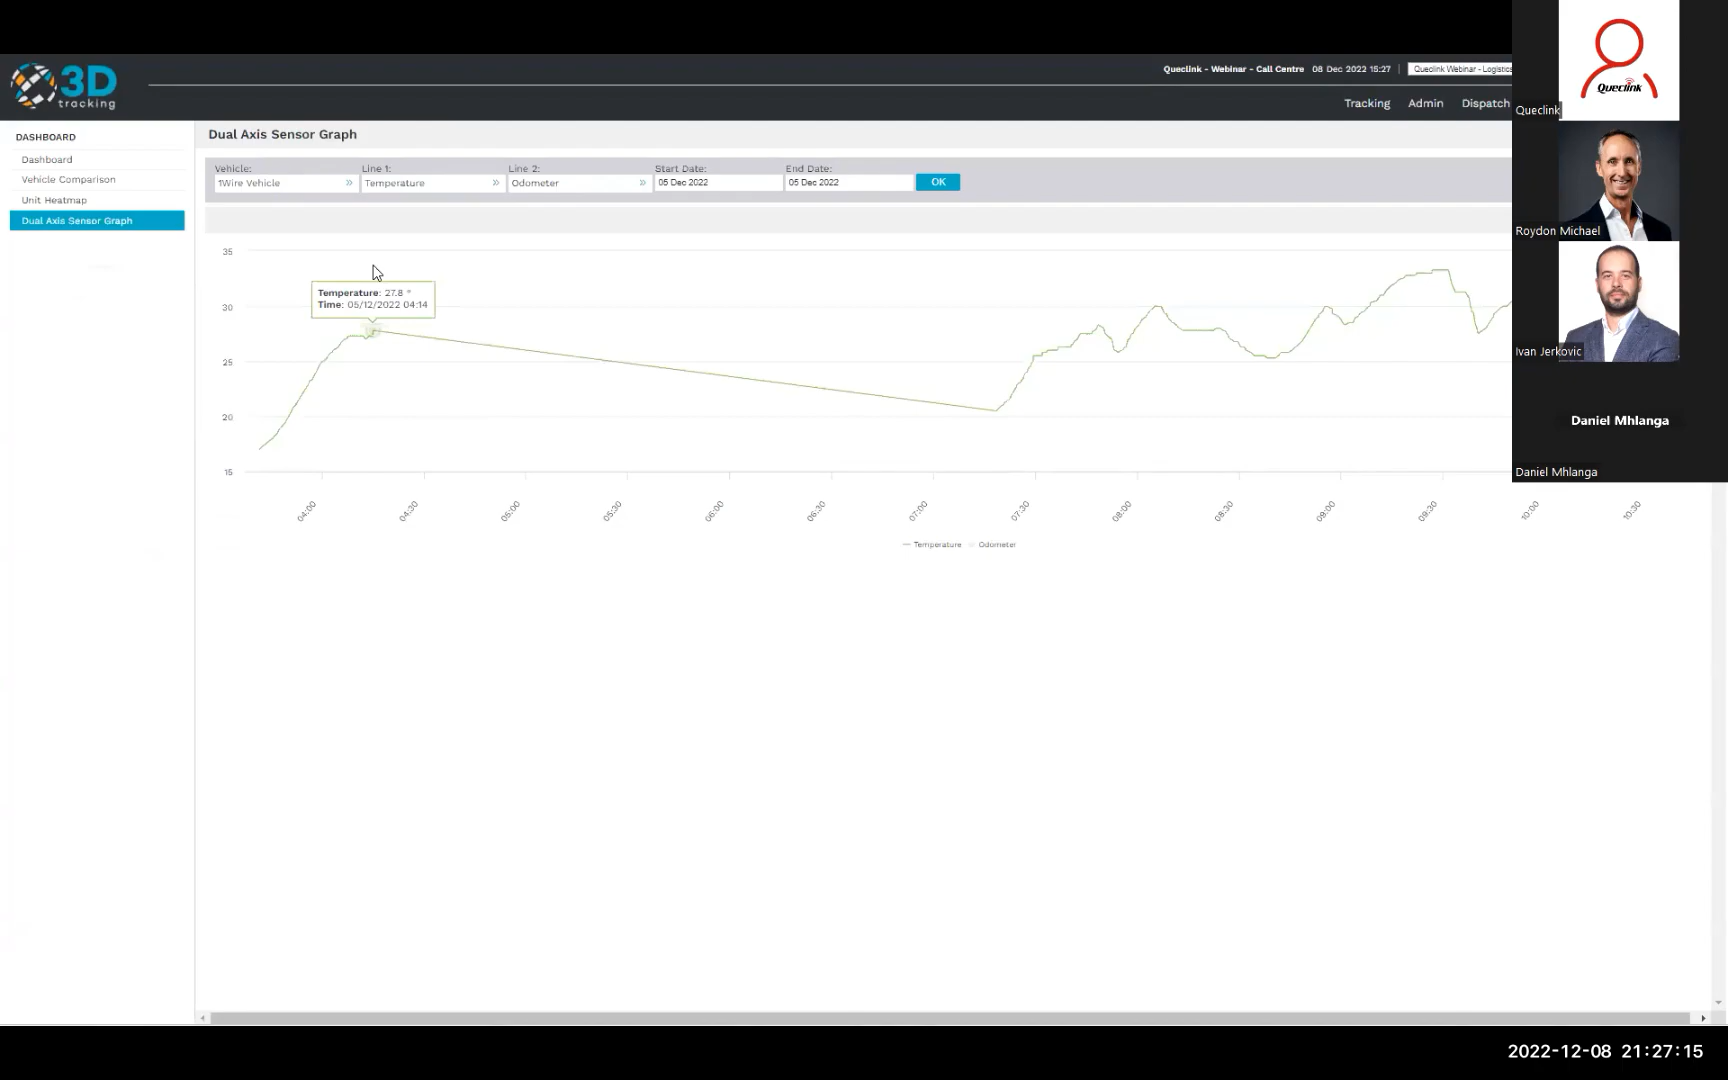 3D
tracking
Queclink - Webinar - Call Centre 08 Dec 2022 15:27 | Queclink Webinar - Logistics
Tracking Admin Dispatch
DASHBOARD
Dashboard
Vehicle Comparison
Unit Heatmap
Dual Axis Sensor Graph
Dual Axis Sensor Graph
Vehicle: Line 1: Line 2: Start Date: End Date:
1Wire Vehicle » Temperature » Odometer » 05 Dec 2022 05 Dec 2022 OK
35
30
25
20
15
Temperature: 27.8 °
Time: 05/12/2022 04:14
04:00 04:30 05:00 05:30 06:00 06:30 07:00 07:30 08:00 08:30 09:00 09:30 10:00 10:30
Temperature Odometer
Queclink
Queclink
Roydon Michael
Ivan Jerkovic
Daniel Mhlanga
Daniel Mhlanga
2022-12-08 21:27:15